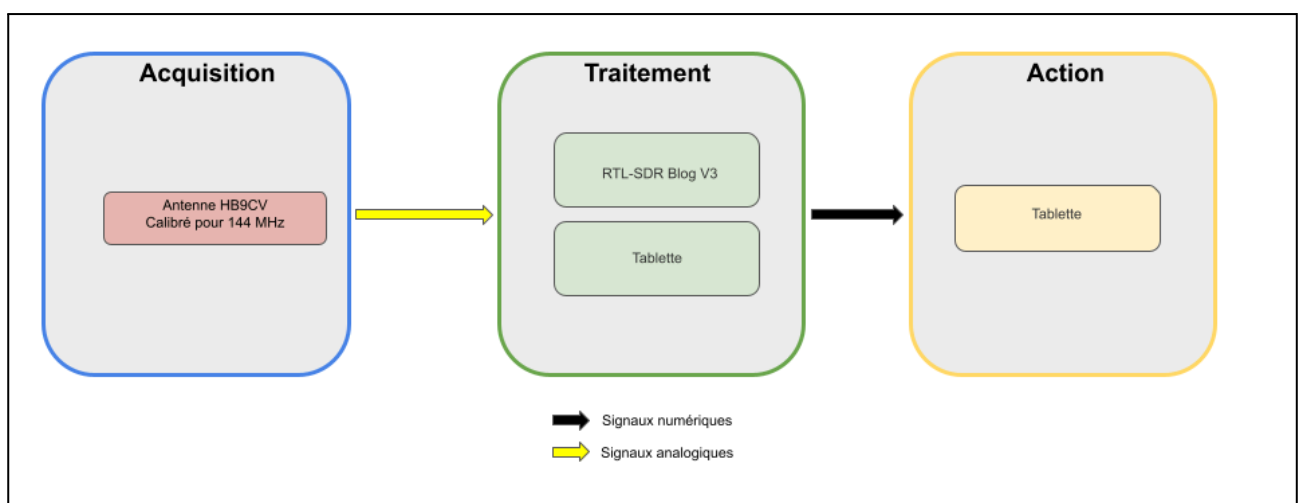 Acquisition
Traitement
Action
Antenne HB9CV
Calibré pour 144 MHz
RTL-SDR Blog V3
Tablette
Tablette
Signaux numériques
Signaux analogiques